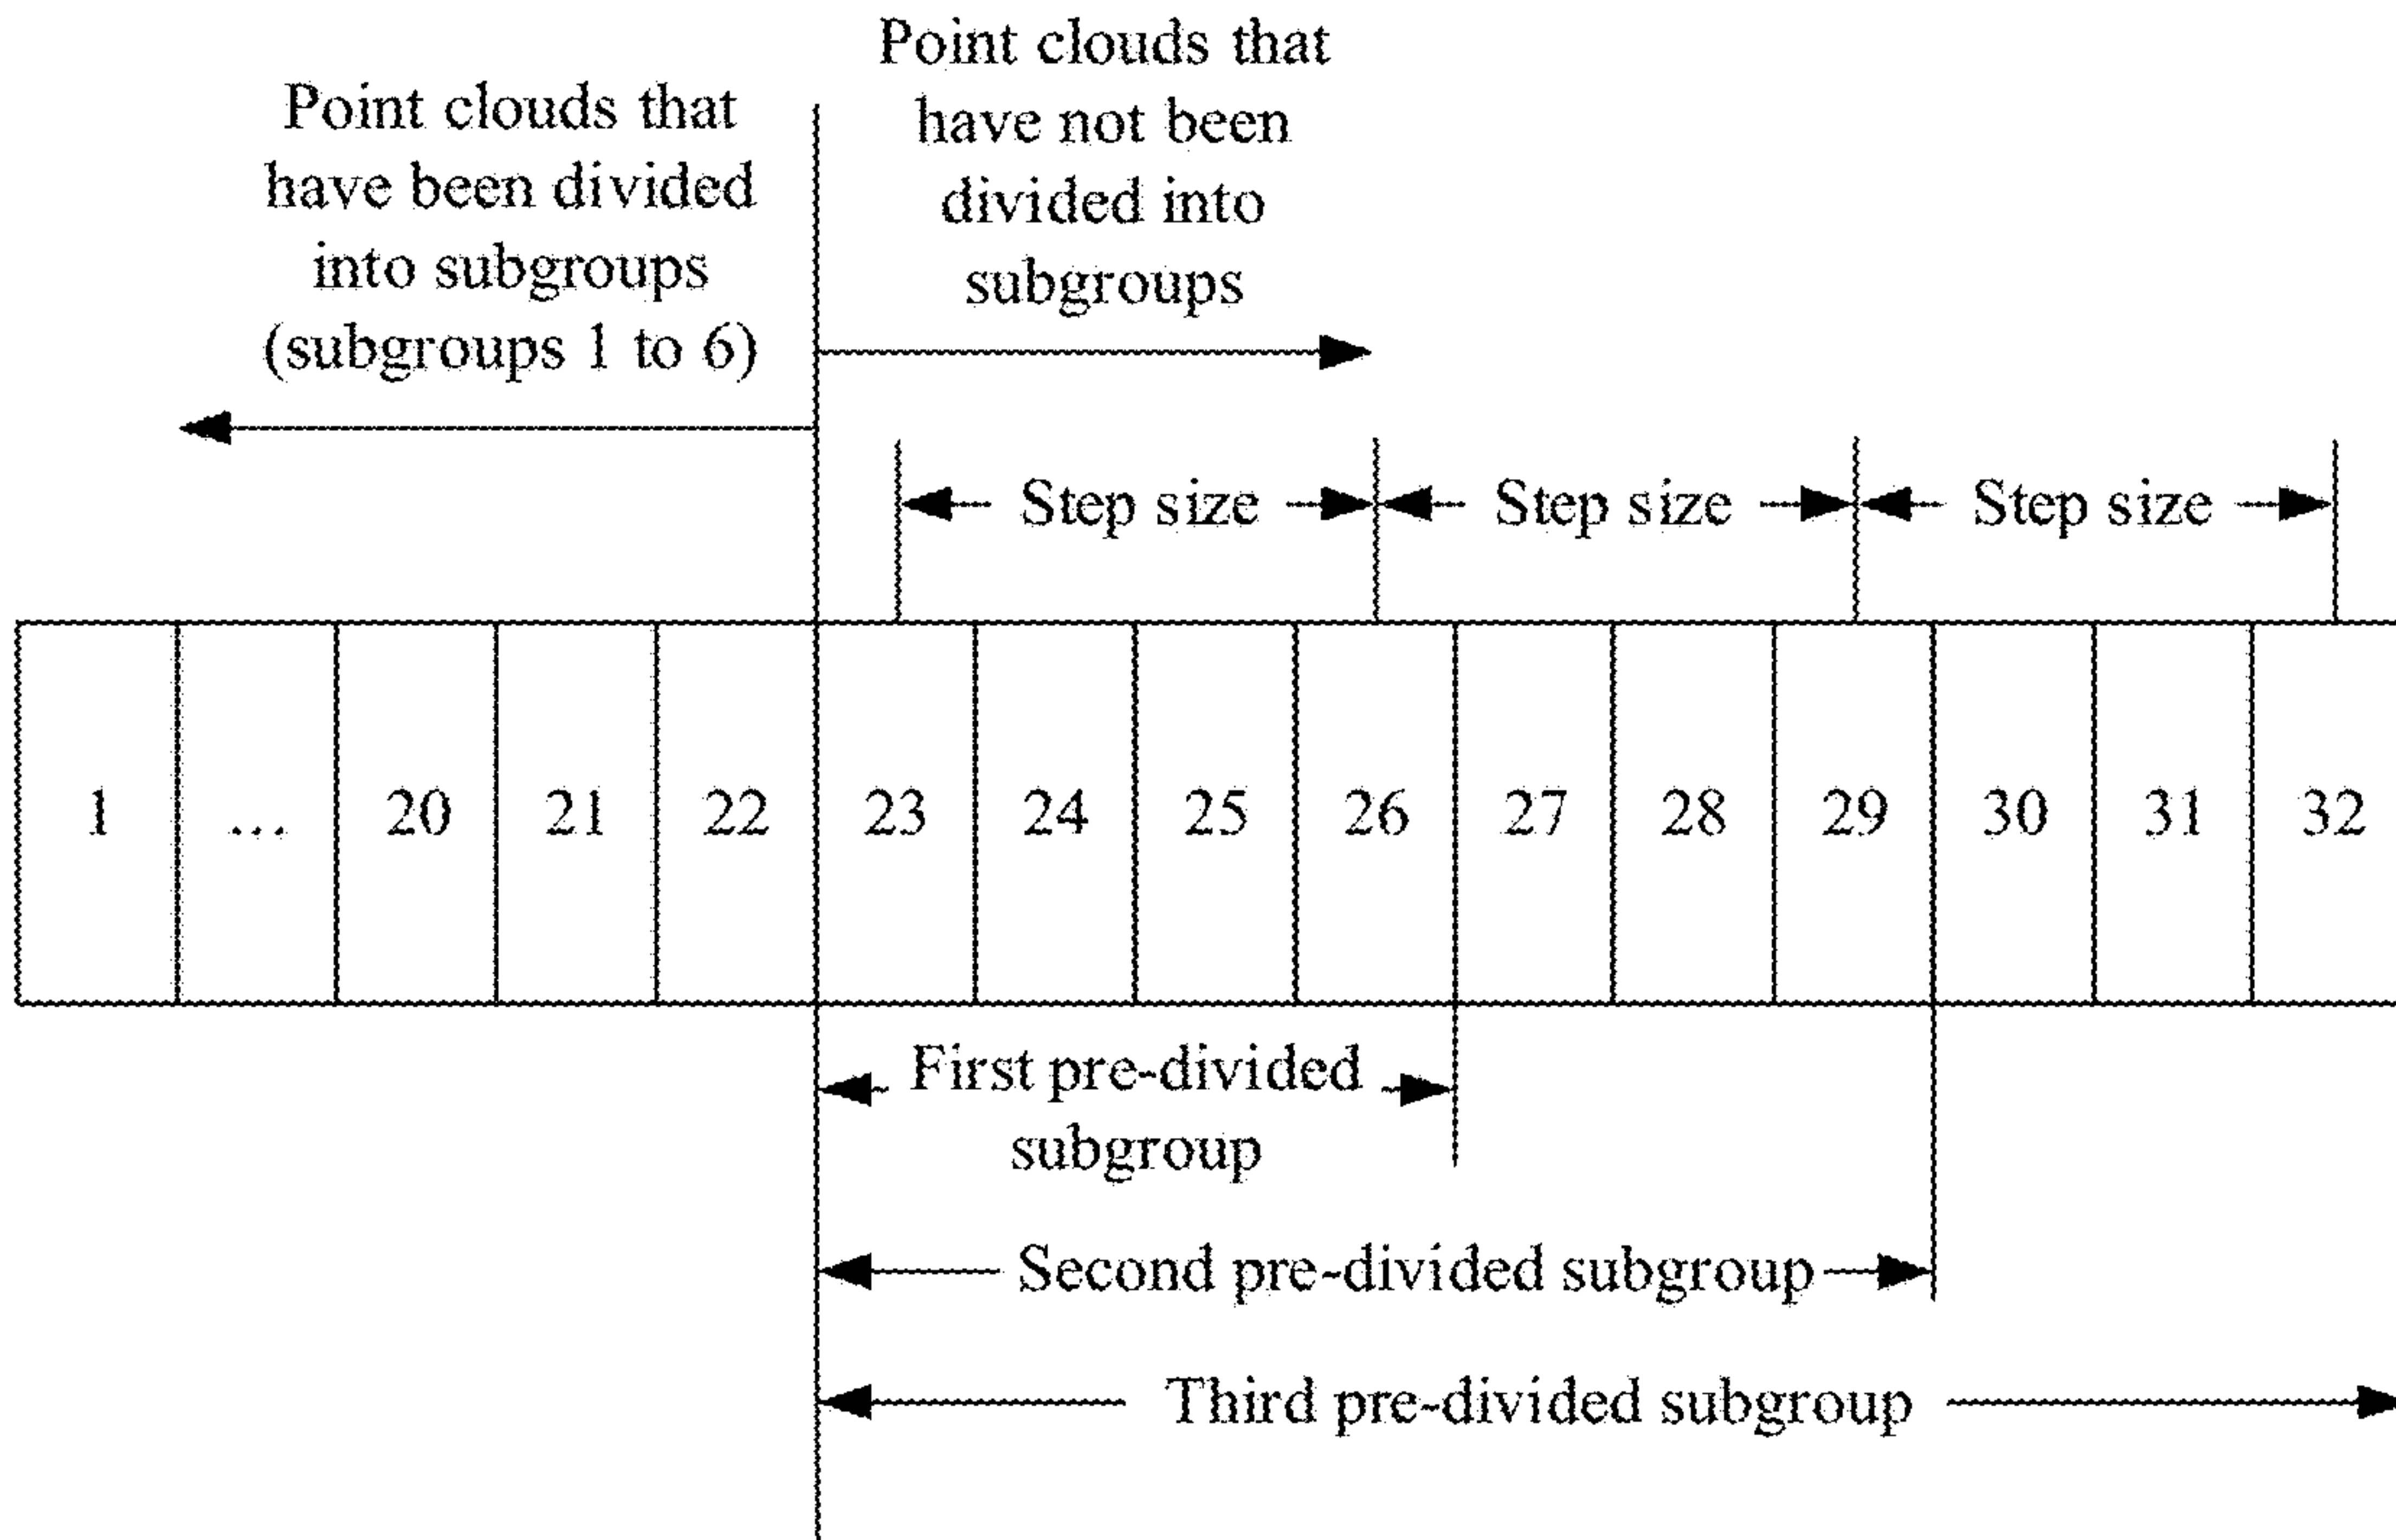 Point clouds that
have been divided
into subgroups
(subgroups 1 to 6)
Point clouds that
have not been
divided into
subgroups
Step size Step size Step size
1 ... 20 21 22 23 24 25 26 27 28 29 30 31 32
First pre-divided
subgroup
Second pre-divided subgroup
Third pre-divided subgroup